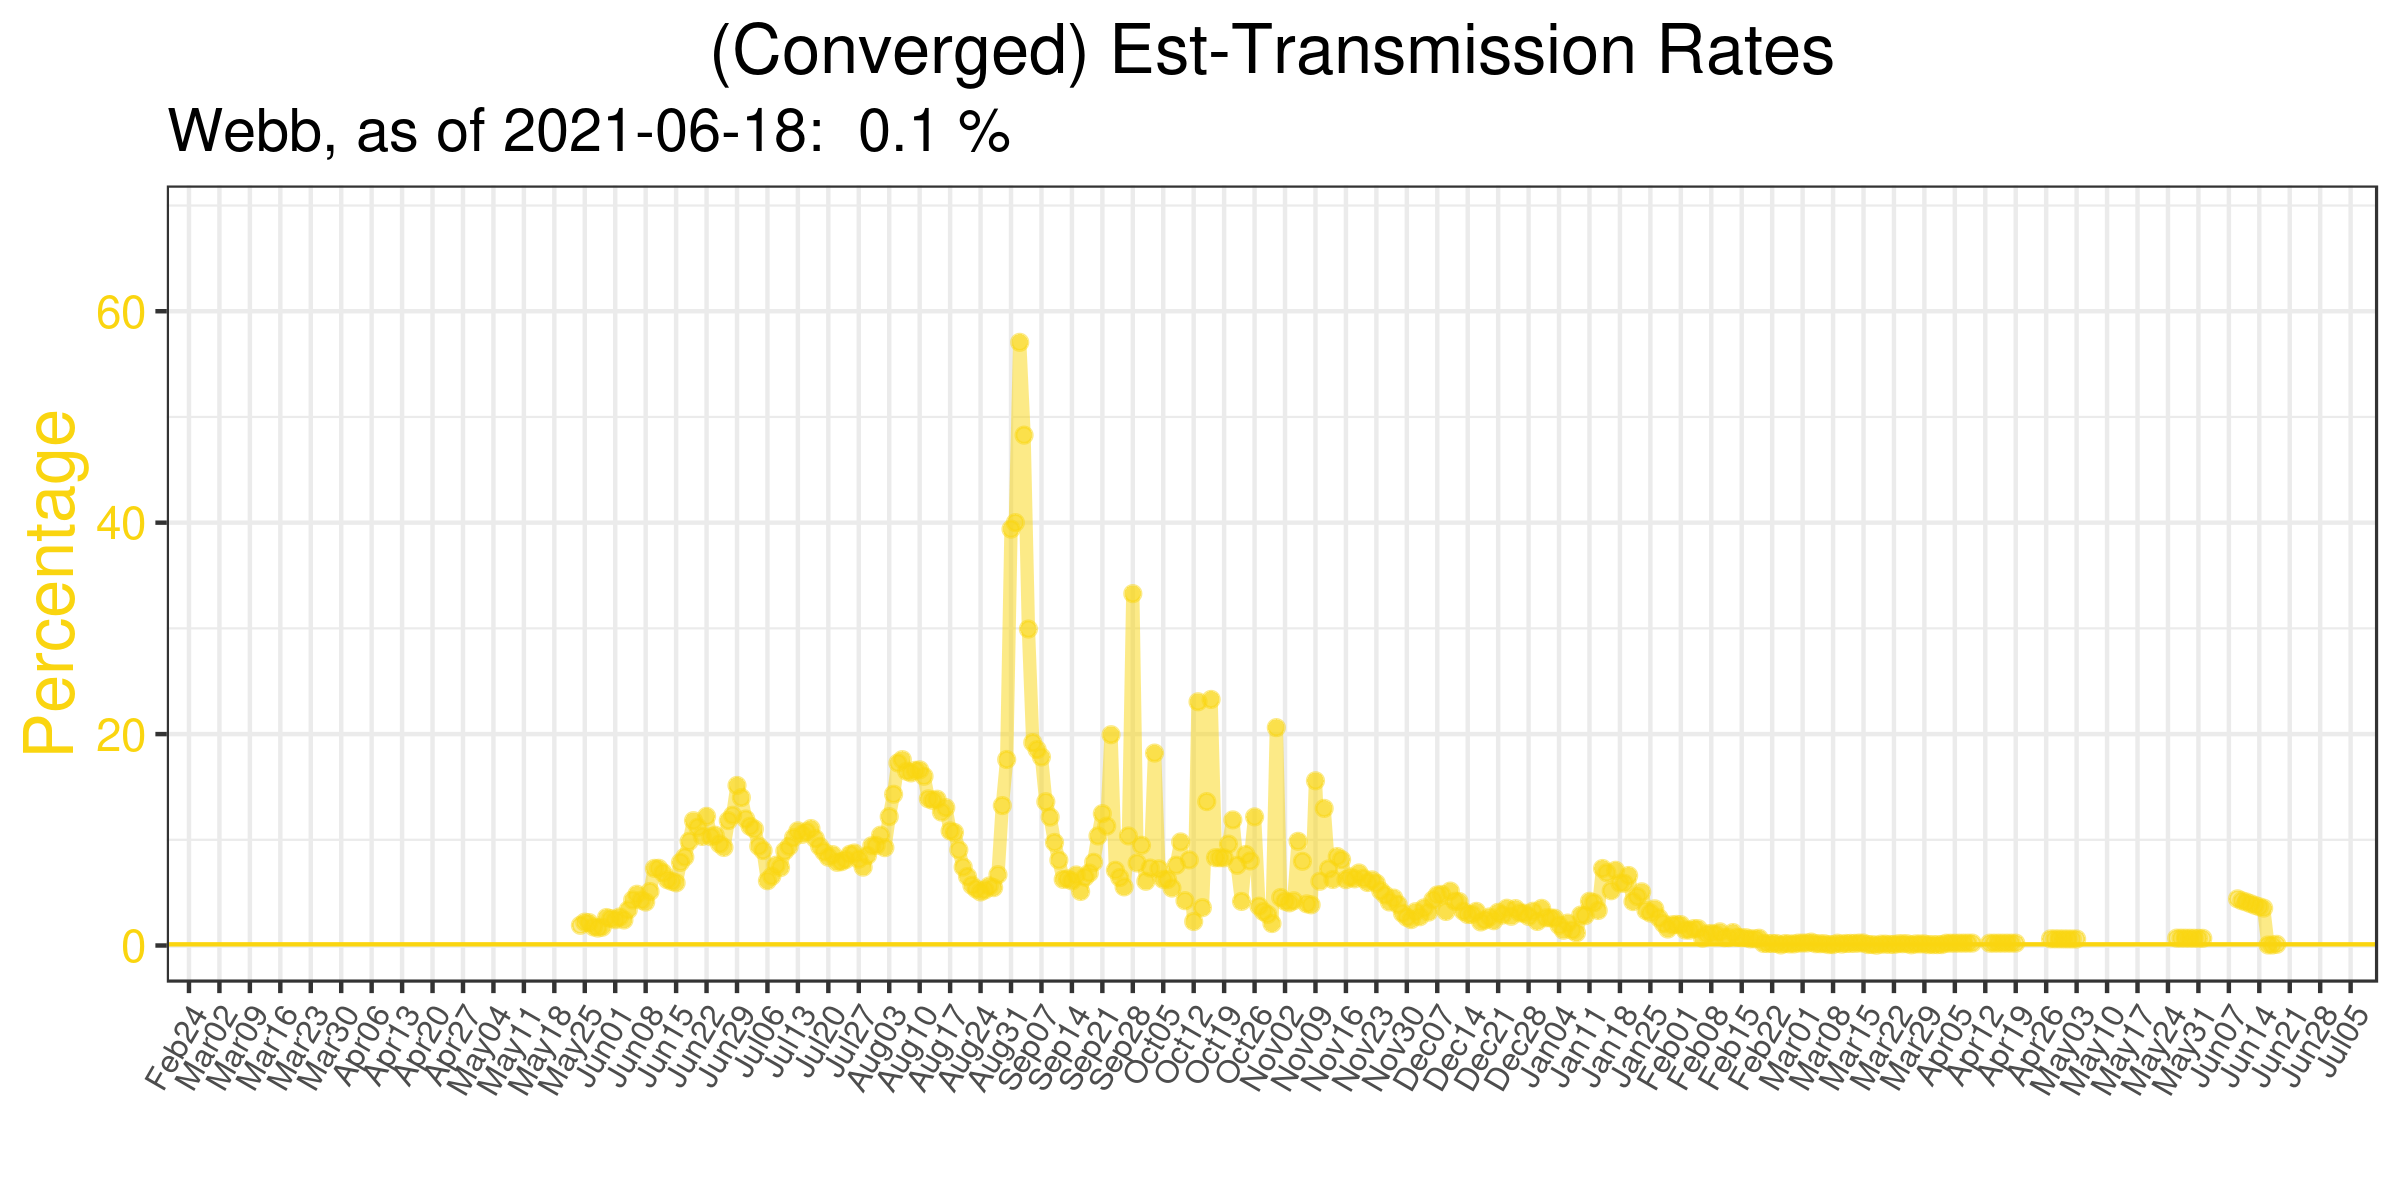 (Converged) Est-Transmission Rates
Webb, as of 2021-06-18:  0.1 %
Percentage
60
40
20
0
Feb24
Mar02
Mar09
Mar16
Mar23
Mar30
Apr06
Apr13
Apr20
Apr27
May04
May11
May18
May25
Jun01
Jun08
Jun15
Jun22
Jun29
Jul06
Jul13
Jul20
Jul27
Aug03
Aug10
Aug17
Aug24
Aug31
Sep07
Sep14
Sep21
Sep28
Oct05
Oct12
Oct19
Oct26
Nov02
Nov09
Nov16
Nov23
Nov30
Dec07
Dec14
Dec21
Dec28
Jan04
Jan11
Jan18
Jan25
Feb01
Feb08
Feb15
Feb22
Mar01
Mar08
Mar15
Mar22
Mar29
Apr05
Apr12
Apr19
Apr26
May03
May10
May17
May24
May31
Jun07
Jun14
Jun21
Jun28
Jul05